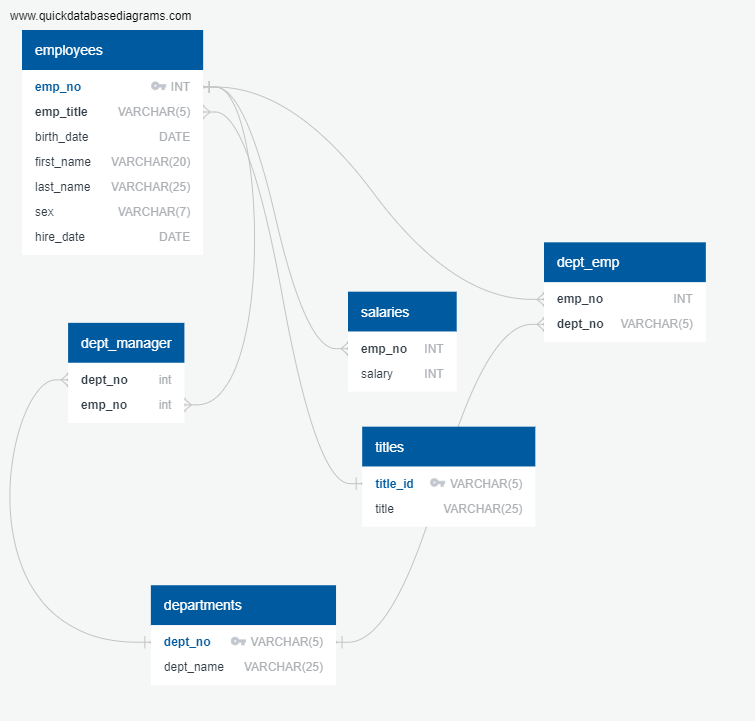 www.quickdatabasediagrams.com
employees
emp_no INT
emp_title VARCHAR(5)
birth_date DATE
first_name VARCHAR(20)
last_name VARCHAR(25)
sex VARCHAR(7)
hire_date DATE
dept_emp
emp_no INT
dept_no VARCHAR(5)
salaries
emp_no INT
salary INT
dept_manager
dept_no int
emp_no int
titles
title_id VARCHAR(5)
title VARCHAR(25)
departments
dept_no VARCHAR(5)
dept_name VARCHAR(25)